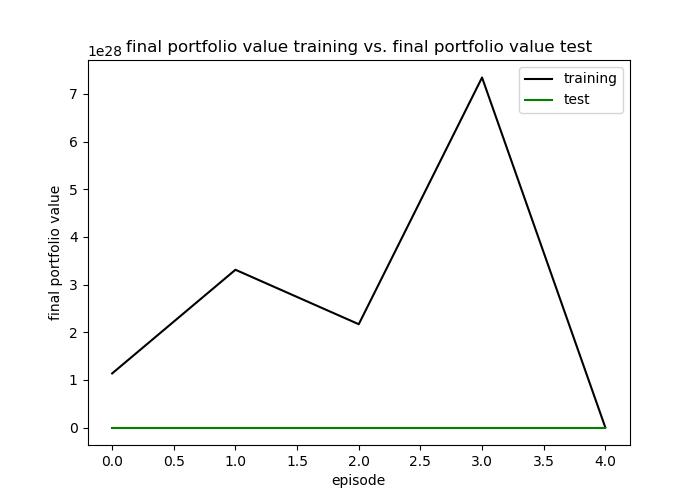 final portfolio value training vs. final portfolio value test
1e28
training
test
7
6
5
4
3
2
1
0
final portfolio value
0.0 0.5 1.0 1.5 2.0 2.5 3.0 3.5 4.0
episode